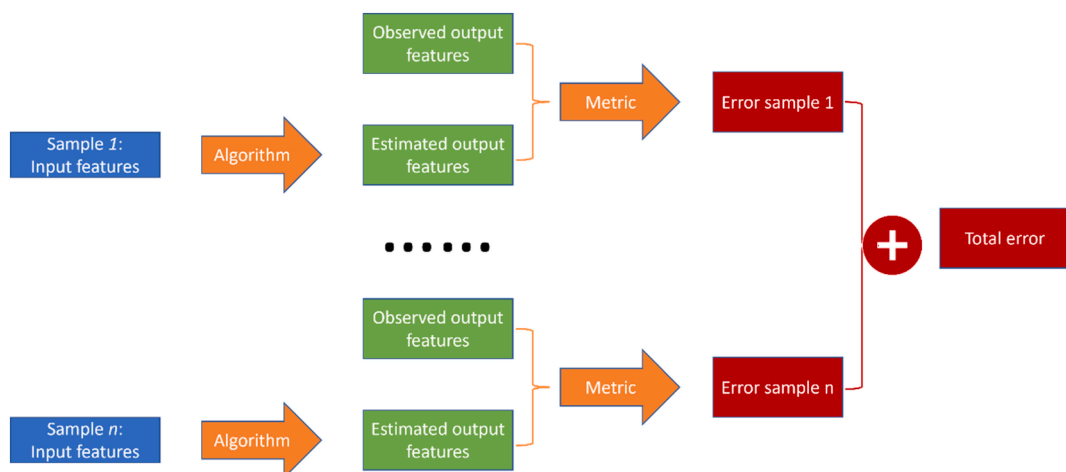 Observed output
features
Metric
Error sample 1
Sample 1:
Input features
Algorithm
Estimated output
features
+
Total error
Observed output
features
Metric
Error sample n
Sample n:
Input features
Algorithm
Estimated output
features